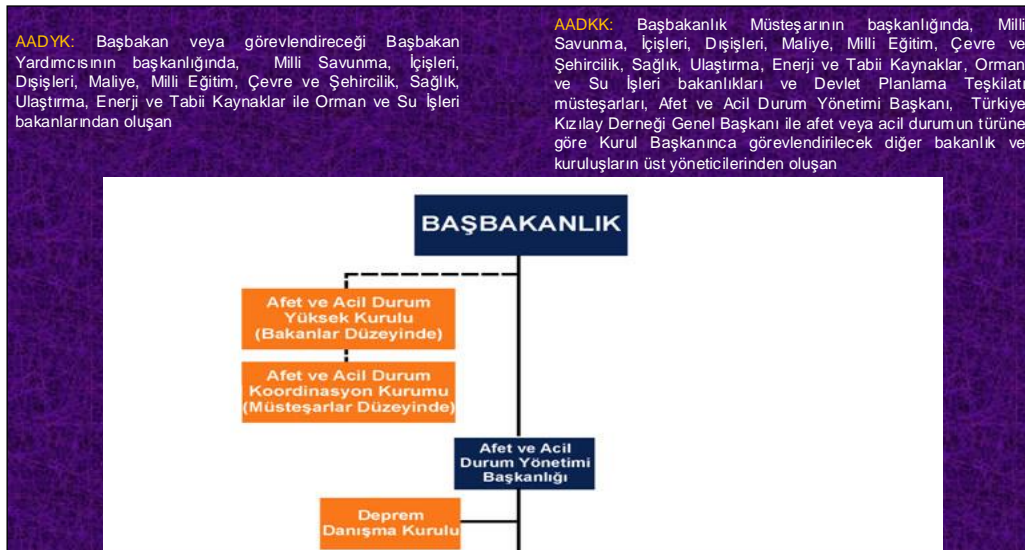 AADYK: Başbakan veya görevlendireceği Başbakan
Yardımcısının başkanlığında, Milli Savunma, İçişleri,
Dışişleri, Maliye, Milli Eğitim, Çevre ve Şehircilik, Sağlık,
Ulaştırma, Enerji ve Tabii Kaynaklar ile Orman ve Su İşleri
bakanlarından oluşan
AADKK: Başbakanlık Müsteşarının başkanlığında, Milli
Savunma, İçişleri, Dışişleri, Maliye, Milli Eğitim, Çevre ve
Şehircilik, Sağlık, Ulaştırma, Enerji ve Tabii Kaynaklar, Orman
ve Su İşleri bakanlıkları ve Devlet Planlama Teşkilatı
müsteşarları, Afet ve Acil Durum Yönetimi Başkanı, Türkiye
Kızılay Derneği Genel Başkanı ile afet veya acil durumun türüne
göre Kurul Başkanınca görevlendirilecek diğer bakanlık ve
kuruluşların üst yöneticilerinden oluşan
BAŞBAKANLIK
Afet ve Acil Durum
Yüksek Kurulu
(Bakanlar Düzeyinde)
Afet ve Acil Durum
Koordinasyon Kurumu
(Müsteşarlar Düzeyinde)
Afet ve Acil
Durum Yönetimi
Başkanlığı
Deprem
Danışma Kurulu